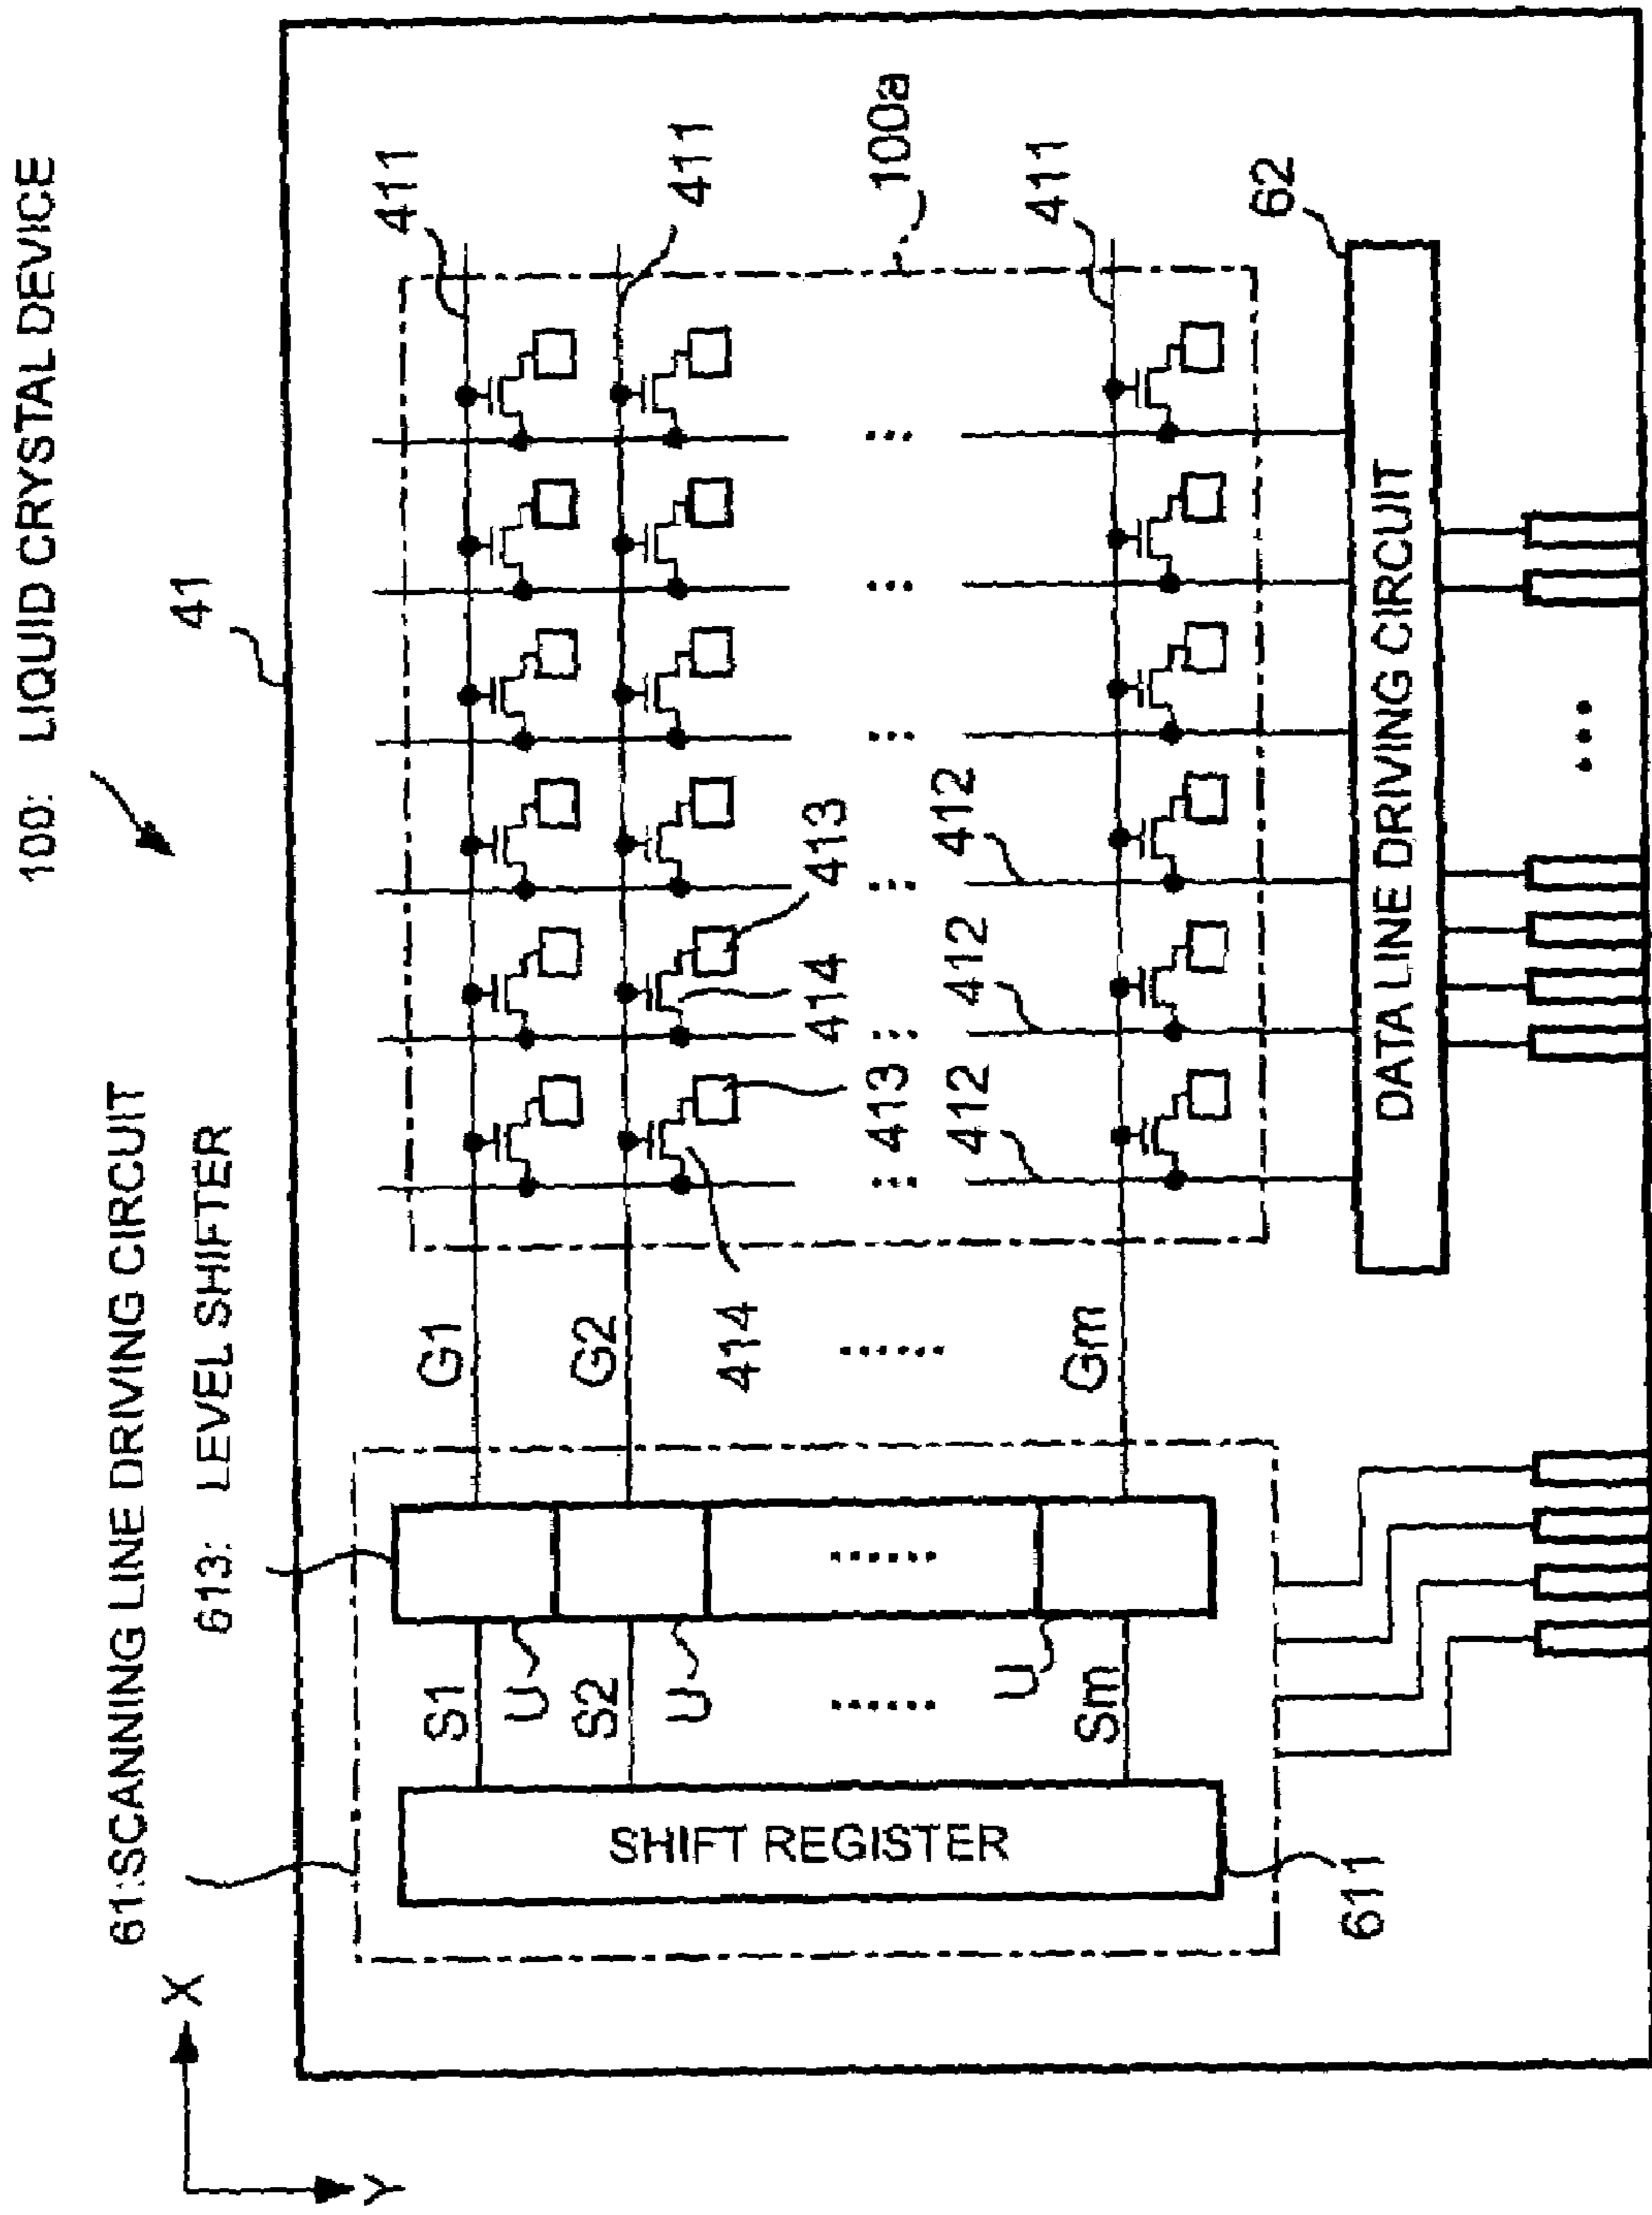 100: LIQUID CRYSTAL DEVICE
61:SCANNING LINE DRIVING CIRCUIT
613: LEVEL SHIFTER
41
X
Y
411
411
100a
411
62
G1
G2
Gm
......
S1
U
S2
U
......
U
Sm
......
SHIFT REGISTER
611
414
413
414
413
412
412
412
...
...
...
...
...
...
DATA LINE DRIVING CIRCUIT
...